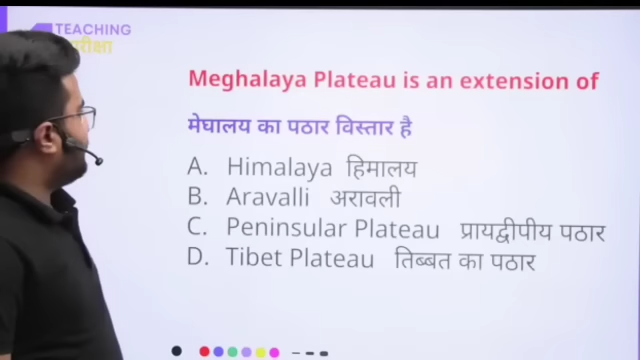 TEACHING
परीक्षा
Meghalaya Plateau is an extension of
मेघालय का पठार विस्तार है
A. Himalaya हिमालय
B. Aravalli अरावली
C. Peninsular Plateau प्रायद्वीपीय पठार
D. Tibet Plateau तिब्बत का पठार